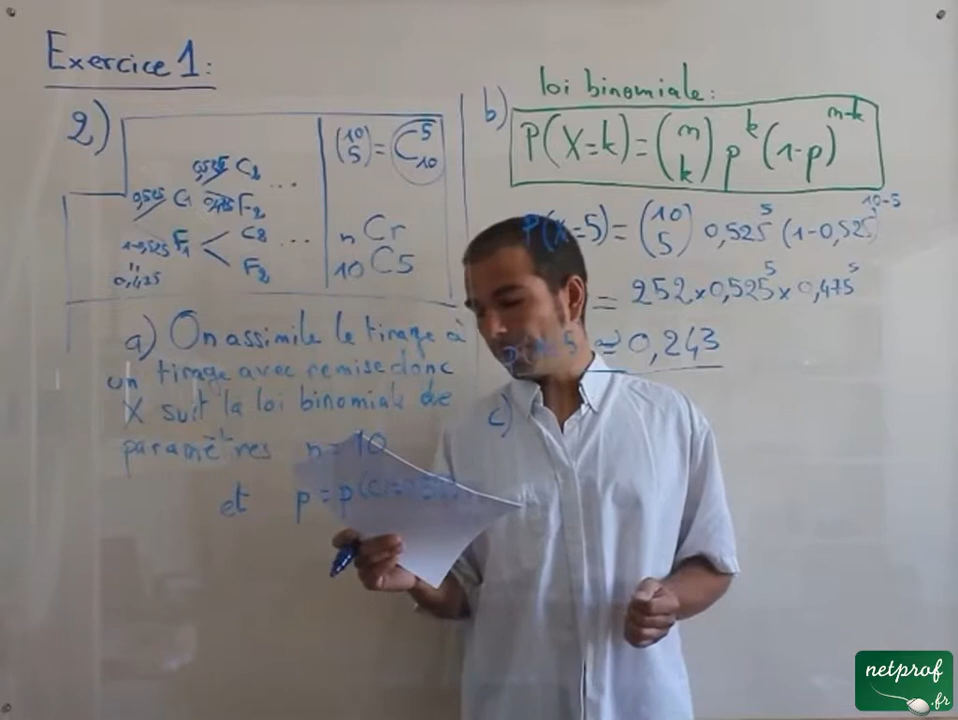 Exercice 1:
2)
0,525 C2 ...
0,525 C1 0,475 F2
1-0,525 F1 C2 ...
F2
"
0,475
(10 5) = C 5 10
n C r
10 C 5
a) On assimile le tirage à
un tirage avec remise donc
X suit la loi binomiale de
paramètres n = 10
et p = p(C)
b) loi binomiale:
P(X=k) = (n k) p^k (1-p)^n-k
P(X=5) = (10 5) 0,525^5 (1-0,525)^10-5
= 252 x 0,525^5 x 0,475^5
≈ 0,243
c)
netprof
.fr